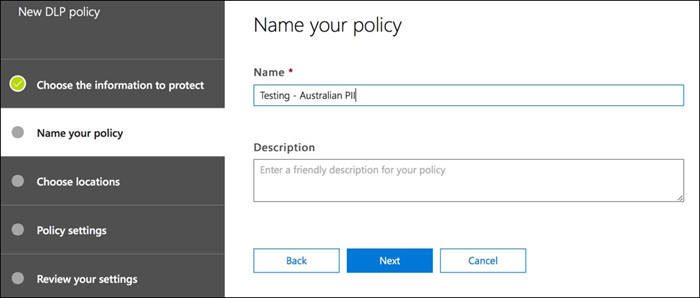 New DLP policy
Choose the information to protect
Name your policy
Choose locations
Policy settings
Review your settings
Name your policy
Name *
Testing - Australian PII
Description
Enter a friendly description for your policy
Back
Next
Cancel